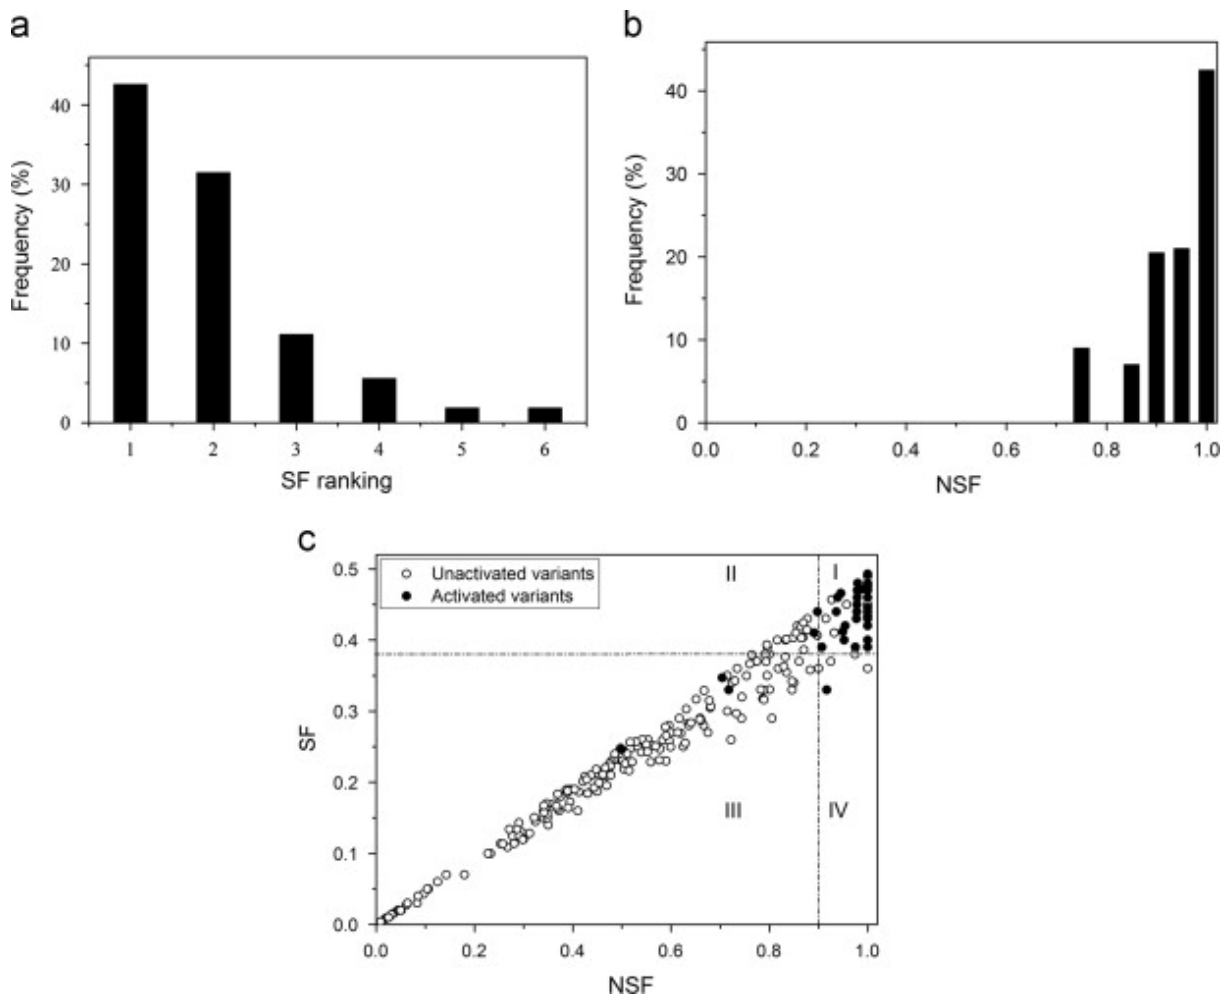 a
Frequency (%)
40
30
20
10
0
1 2 3 4 5 6
SF ranking
b
Frequency (%)
40
30
20
10
0
0.0 0.2 0.4 0.6 0.8 1.0
NSF
c
Unactivated variants
Activated variants
II I
III IV
SF
0.5
0.4
0.3
0.2
0.1
0.0
0.0 0.2 0.4 0.6 0.8 1.0
NSF